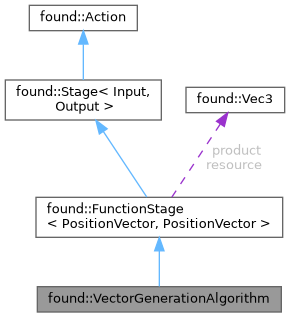 found::Action
found::Stage< Input,
Output >
found::Vec3
product
resource
found::FunctionStage
< PositionVector, PositionVector >
found::VectorGenerationAlgorithm